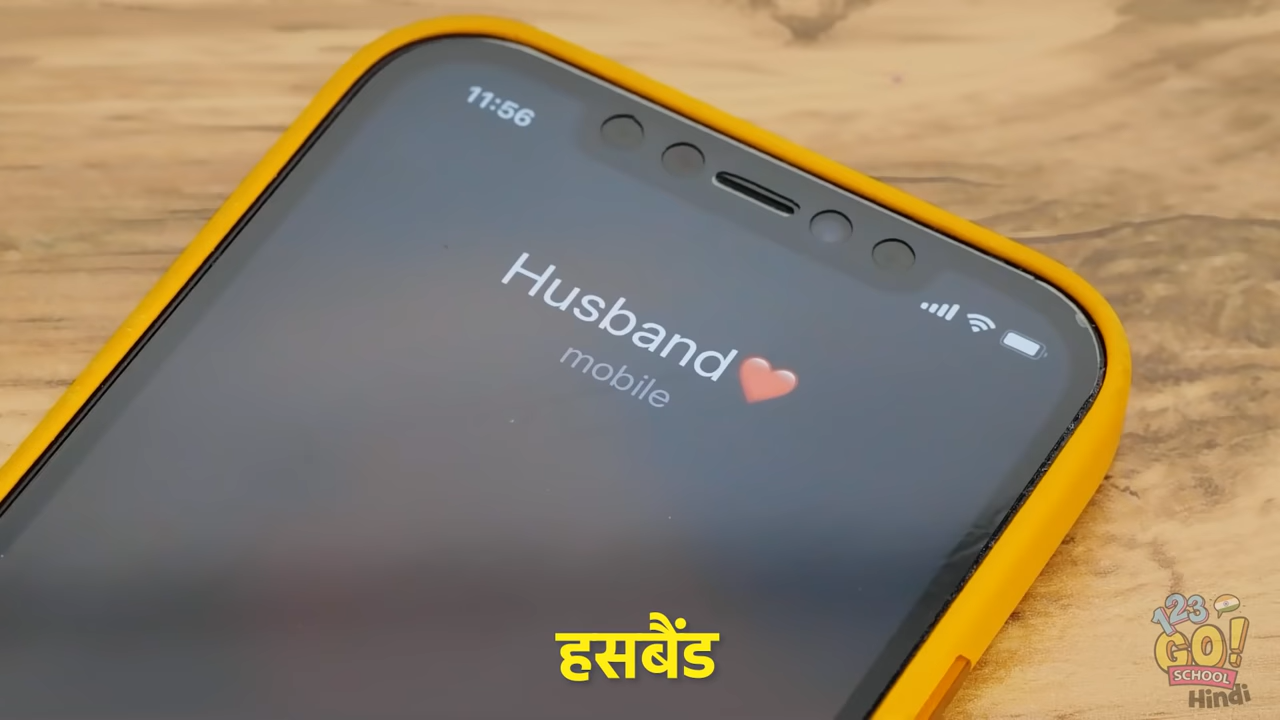 11:56
Husband❤️
mobile
हसबैंड
123
GO!
SCHOOL
Hindi